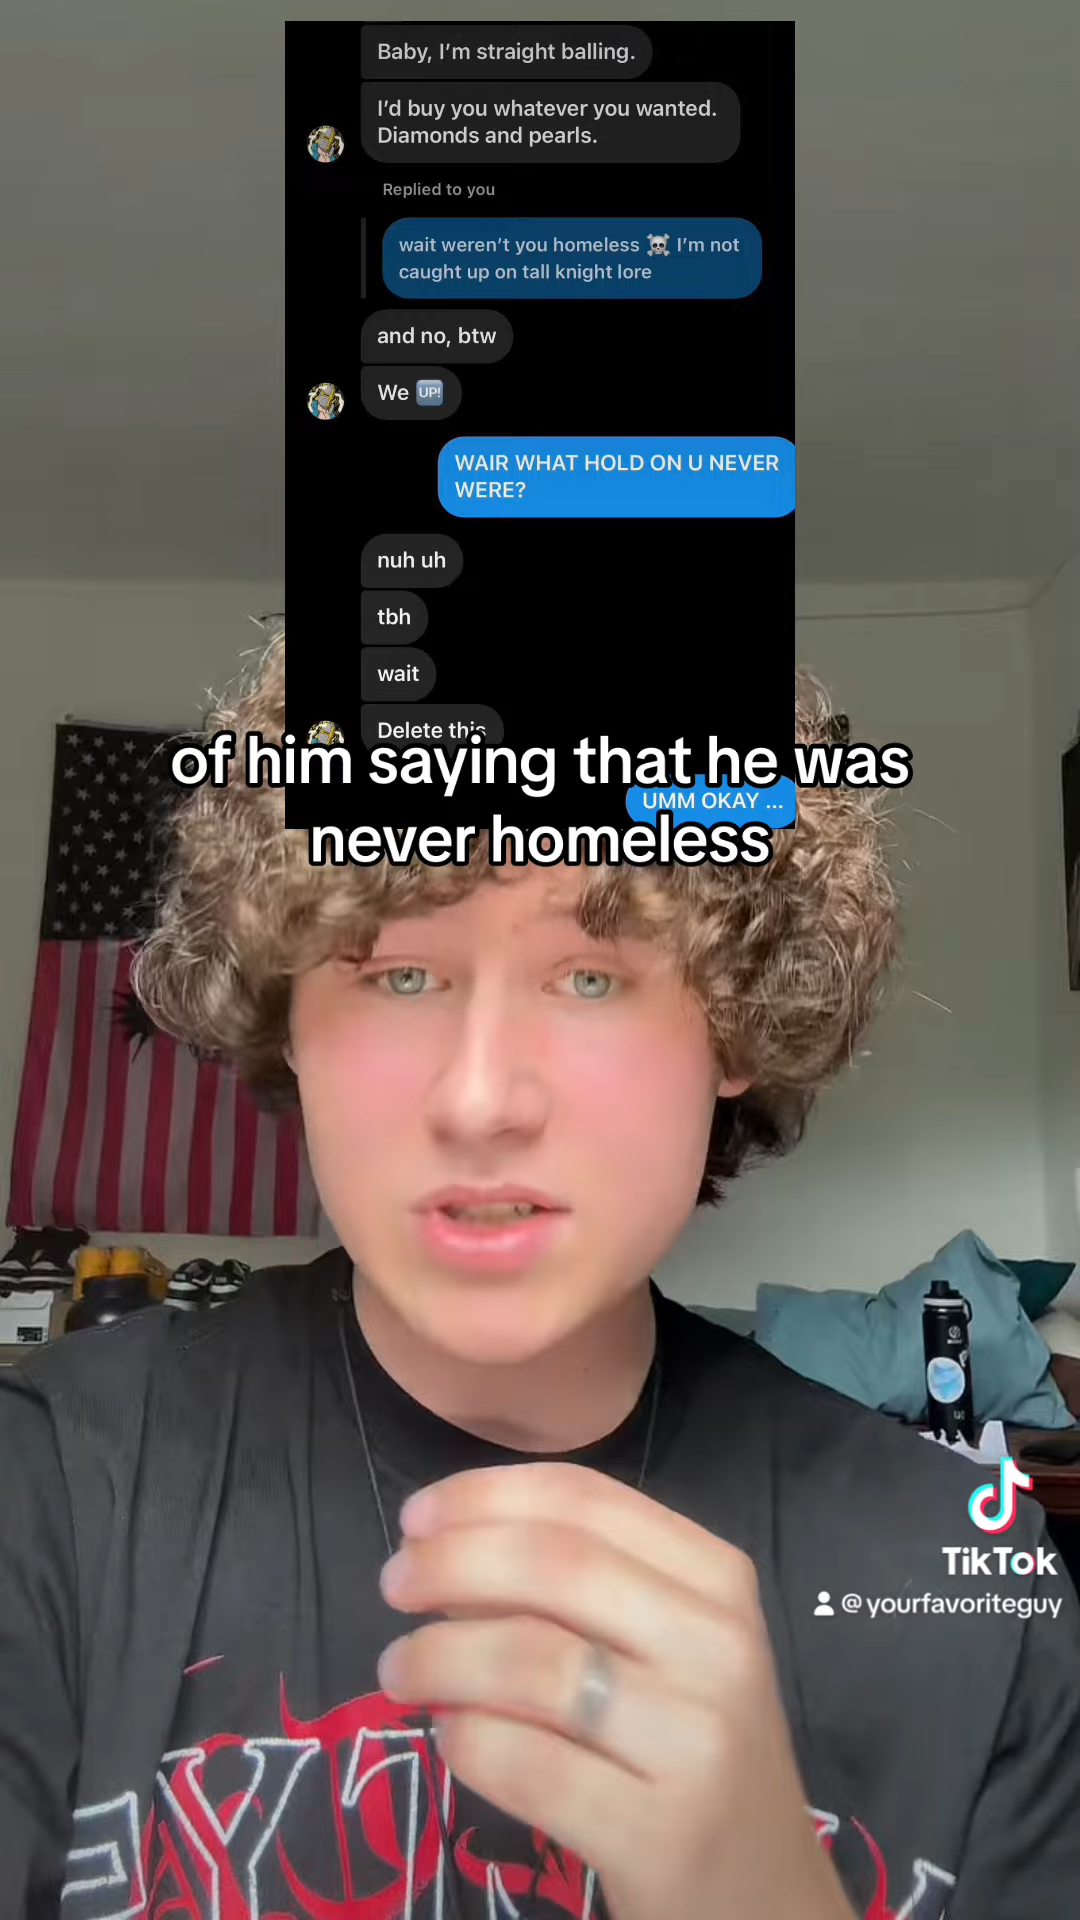 Baby, I'm straight balling.
I'd buy you whatever you wanted.
Diamonds and pearls.
Replied to you
wait weren't you homeless ☠️ I'm not
caught up on tall knight lore
and no, btw
We 🆙
WAIR WHAT HOLD ON U NEVER
WERE?
nuh uh
tbh
wait
Delete this
of him saying that he was
UMM OKAY ...
never homeless
TikTok
@yourfavoriteguy